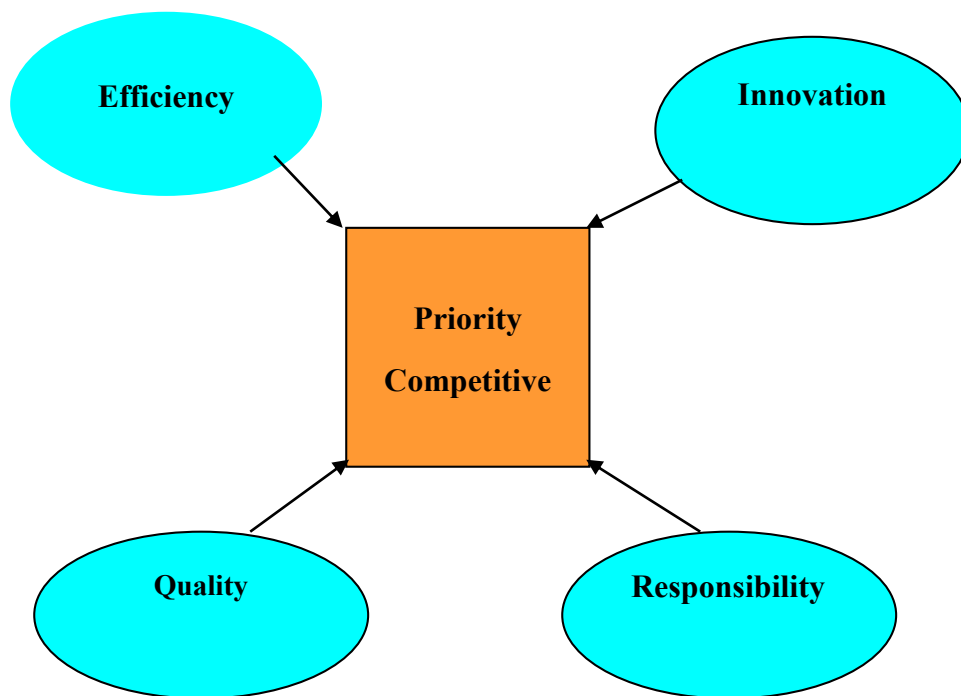 Efficiency
Innovation
Priority
Competitive
Quality
Responsibility